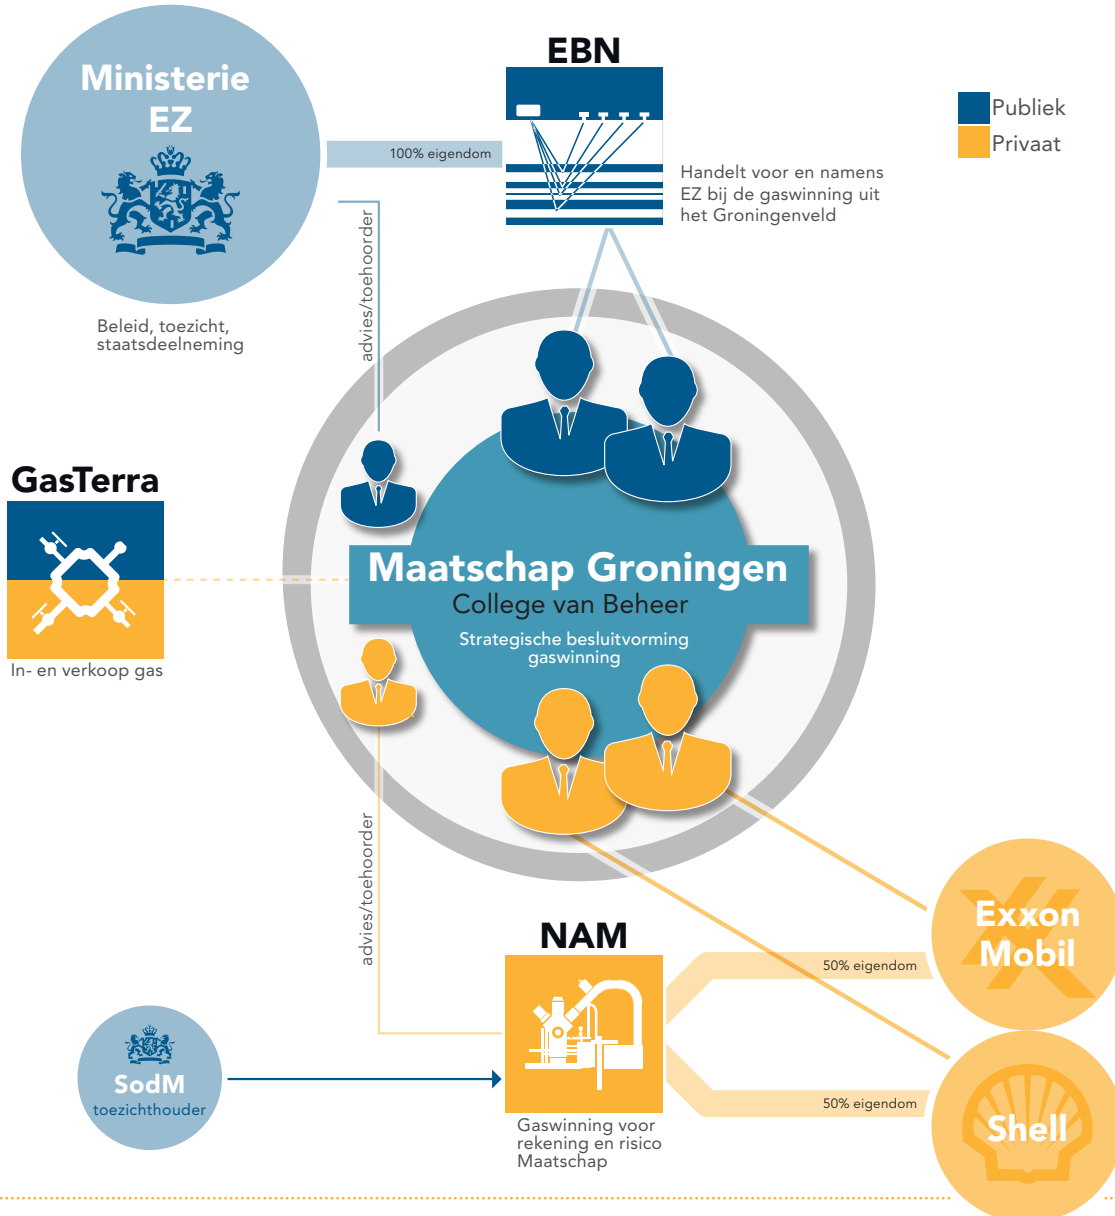 Ministerie
EZ
Beleid, toezicht,
staatsdeelneming
100% eigendom
EBN
Handelt voor en namens
EZ bij de gaswinning uit
het Groningenveld
Publiek
Privaat
advies/toehoorder
GasTerra
In- en verkoop gas
Maatschap Groningen
College van Beheer
Strategische besluitvorming
gaswinning
advies/toehoorder
NAM
Gaswinning voor
rekening en risico
Maatschap
50% eigendom
Exxon
Mobil
50% eigendom
Shell
SodM
toezichthouder